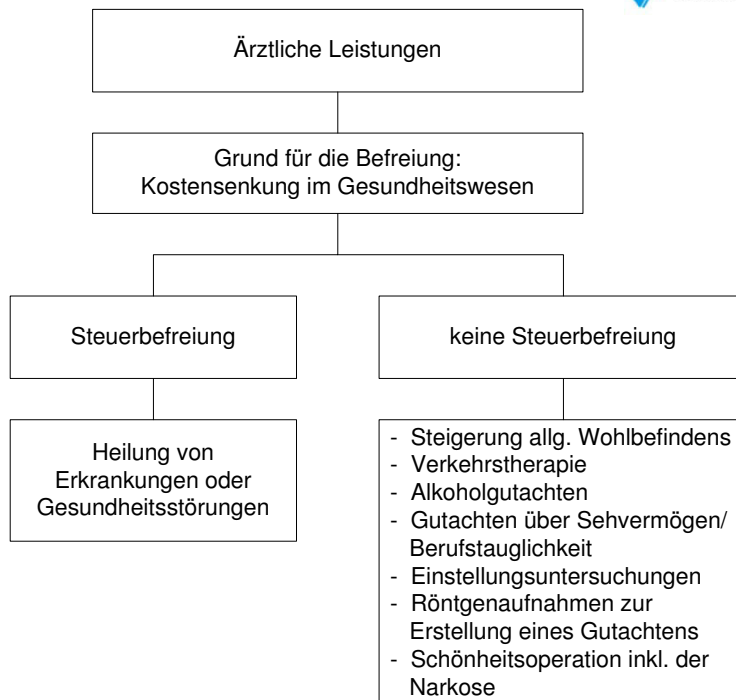 Ärztliche Leistungen
Grund für die Befreiung:
Kostensenkung im Gesundheitswesen
Steuerbefreiung
keine Steuerbefreiung
Heilung von
Erkrankungen oder
Gesundheitsstörungen
- Steigerung allg. Wohlbefindens
- Verkehrstherapie
- Alkoholgutachten
- Gutachten über Sehvermögen/
Berufstauglichkeit
- Einstellungsuntersuchungen
- Röntgenaufnahmen zur
Erstellung eines Gutachtens
- Schönheitsoperation inkl. der
Narkose